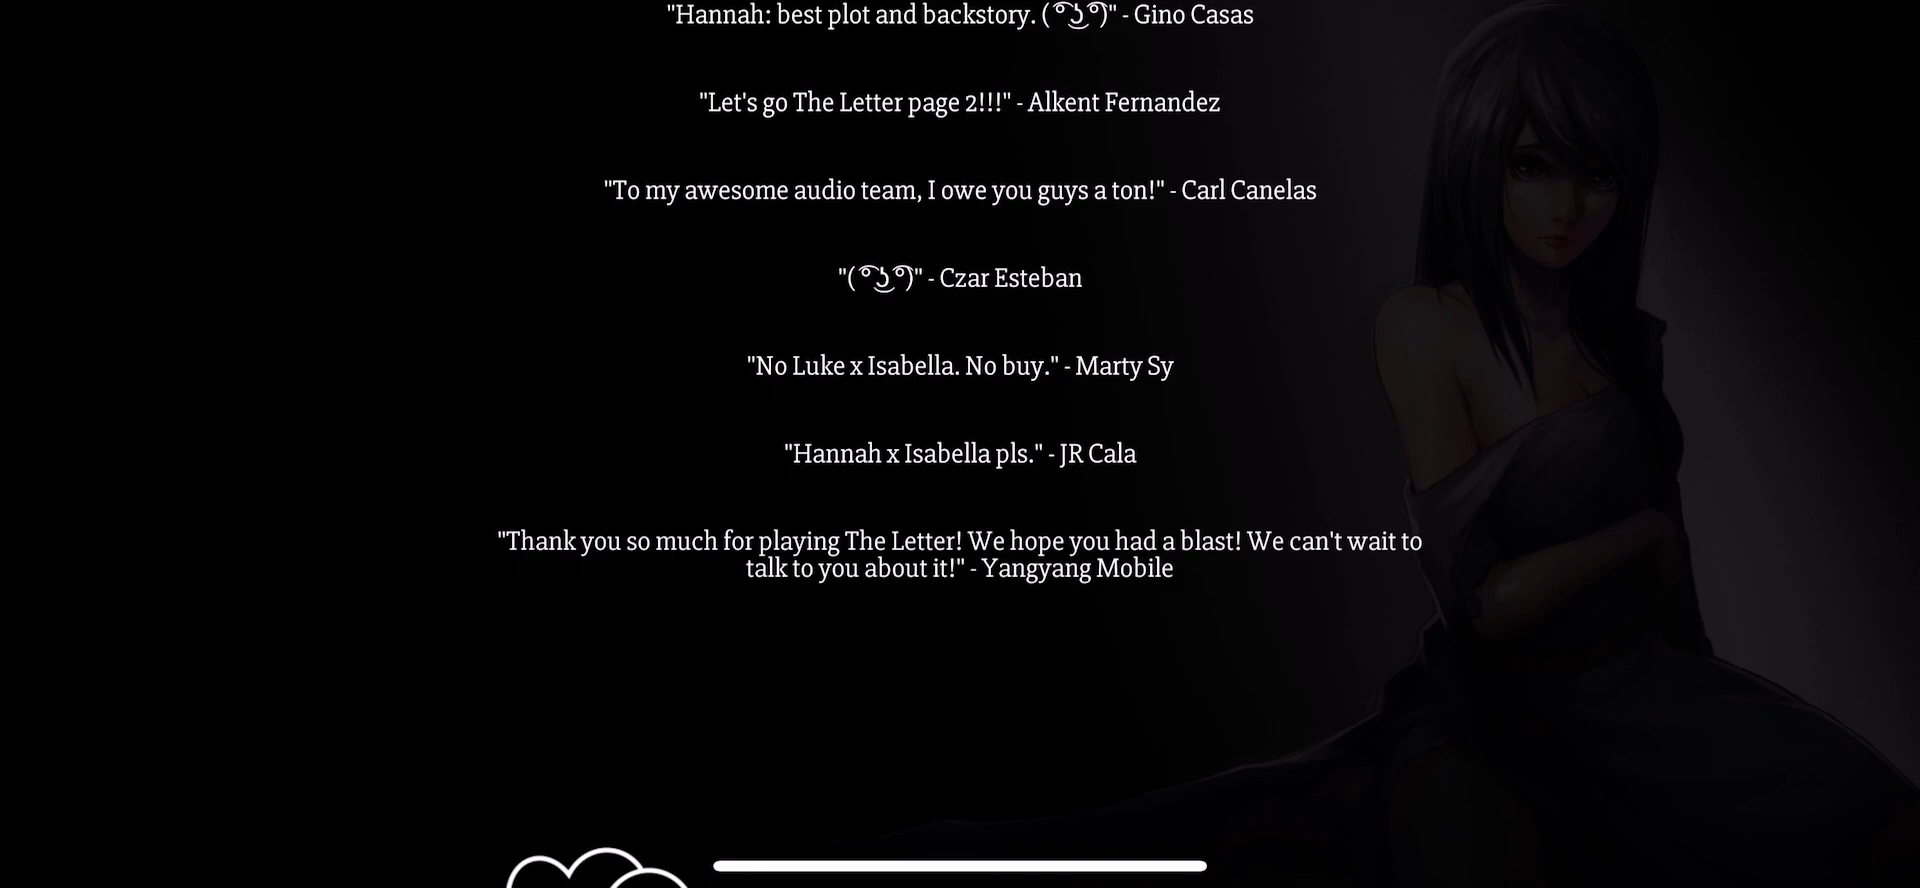 "Hannah: best plot and backstory. ( ͡° ͜ʖ ͡°)" - Gino Casas
"Let's go The Letter page 2!!!" - Alkent Fernandez
"To my awesome audio team, I owe you guys a ton!" - Carl Canelas
"( ͡° ͜ʖ ͡°)" - Czar Esteban
"No Luke x Isabella. No buy." - Marty Sy
"Hannah x Isabella pls." - JR Cala
"Thank you so much for playing The Letter! We hope you had a blast! We can't wait to
talk to you about it!" - Yangyang Mobile